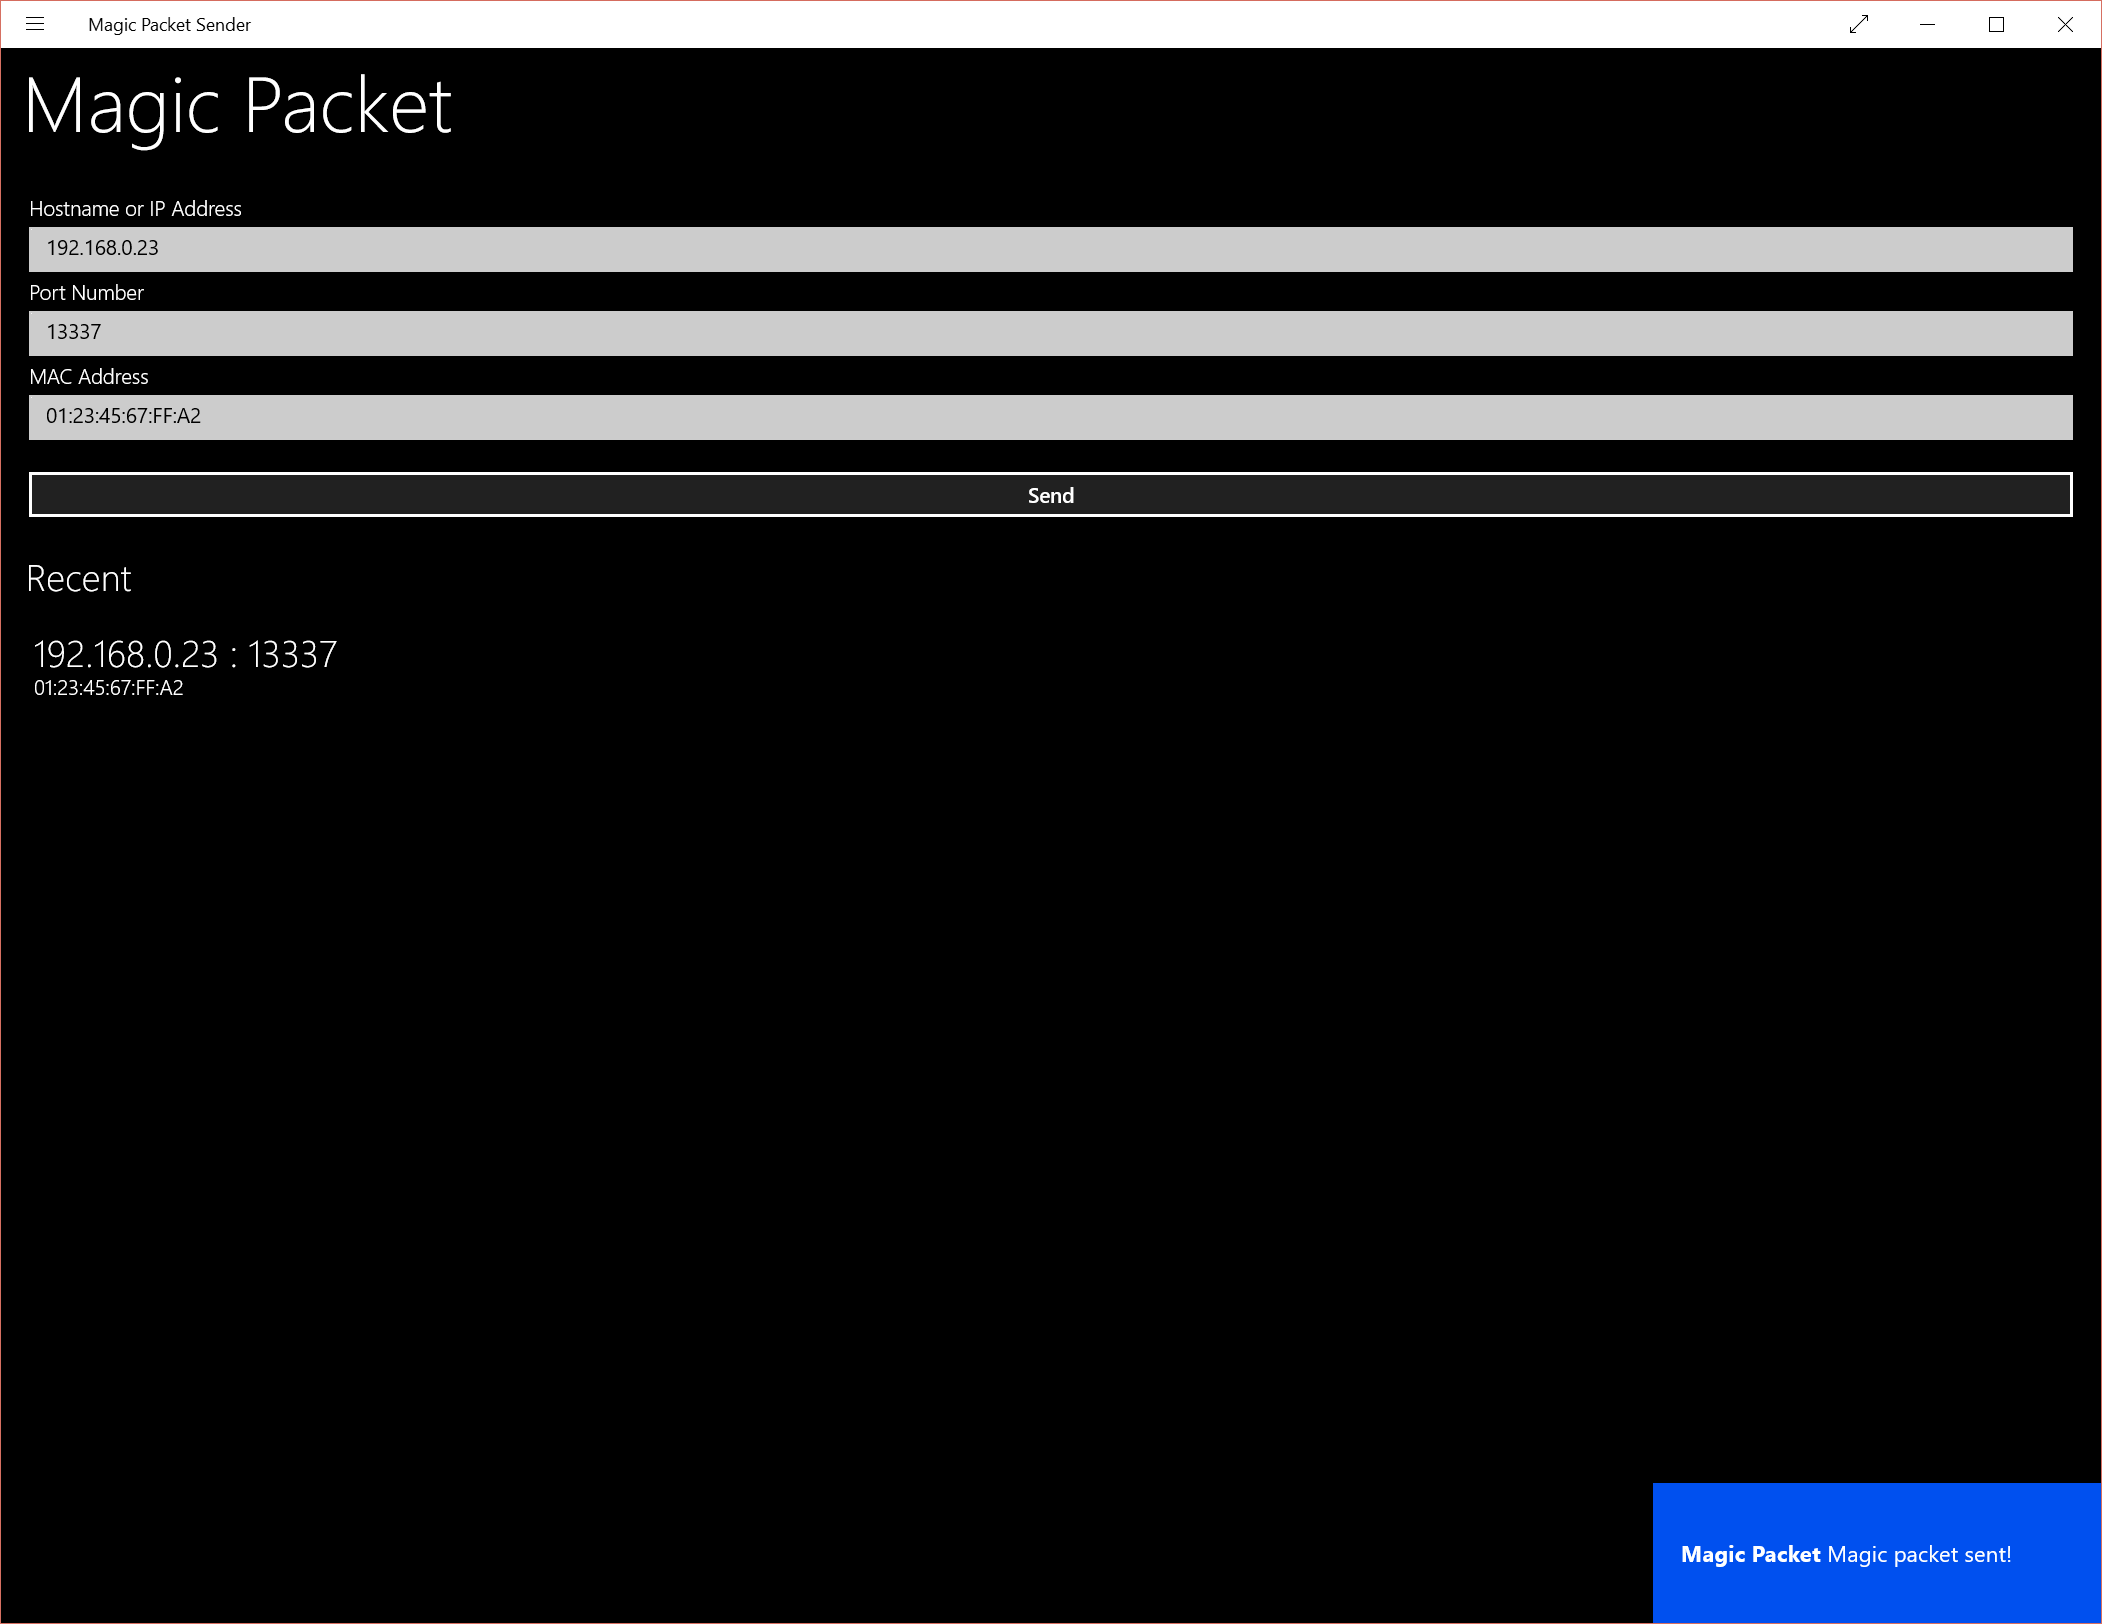 Magic Packet Sender
Magic Packet
Hostname or IP Address
192.168.0.23
Port Number
13337
MAC Address
01:23:45:67:FF:A2
Send
Recent
192.168.0.23 : 13337
01:23:45:67:FF:A2
Magic Packet Magic packet sent!